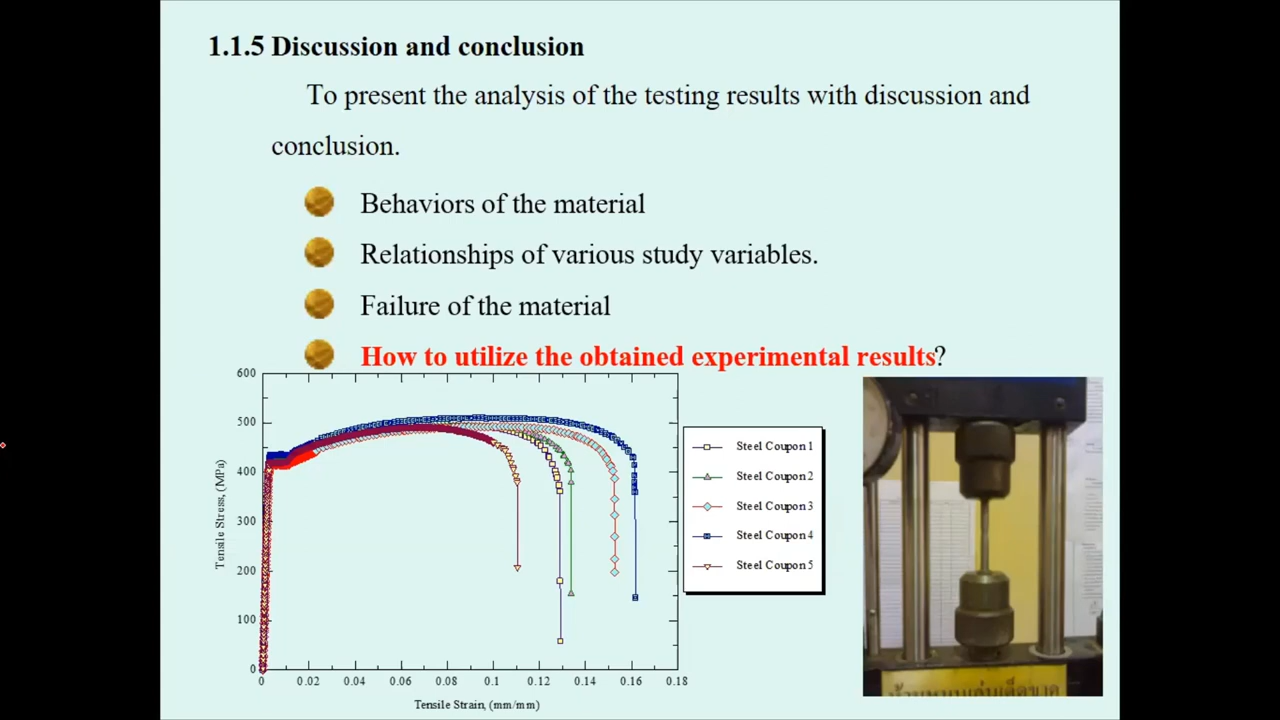 1.1.5 Discussion and conclusion
To present the analysis of the testing results with discussion and
conclusion.
Behaviors of the material
Relationships of various study variables.
Failure of the material
How to utilize the obtained experimental results?
600
500
400
300
200
100
0
Tensile Stress, (MPa)
0 0.02 0.04 0.06 0.08 0.1 0.12 0.14 0.16 0.18
Tensile Strain, (mm/mm)
Steel Coupon 1
Steel Coupon 2
Steel Coupon 3
Steel Coupon 4
Steel Coupon 5